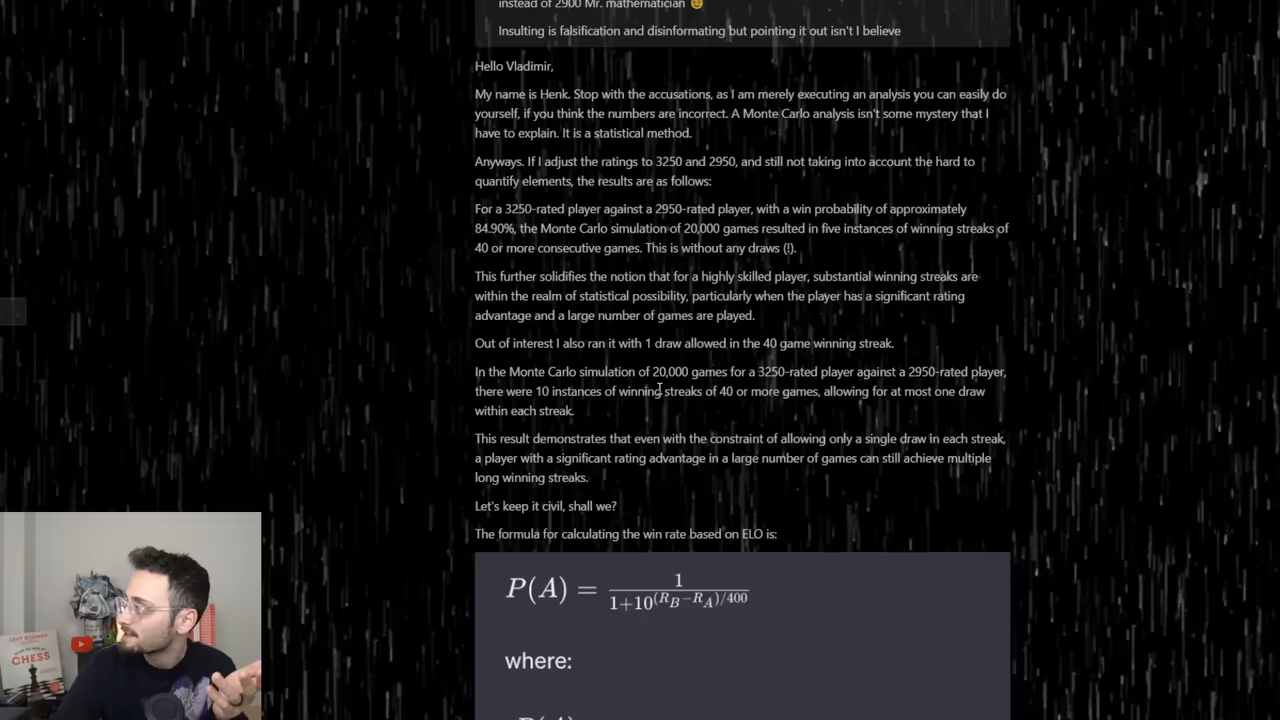 instead of 2900 Mr. mathematician 😉
Insulting is falsification and disinformating but pointing it out isn't I believe
Hello Vladimir,
My name is Henk. Stop with the accusations, as I am merely executing an analysis you can easily do
yourself, if you think the numbers are incorrect. A Monte Carlo analysis isn't some mystery that I
have to explain. It is a statistical method.
Anyways. If I adjust the ratings to 3250 and 2950, and still not taking into account the hard to
quantify elements, the results are as follows:
For a 3250-rated player against a 2950-rated player, with a win probability of approximately
84.90%, the Monte Carlo simulation of 20,000 games resulted in five instances of winning streaks of
40 or more consecutive games. This is without any draws (!).
This further solidifies the notion that for a highly skilled player, substantial winning streaks are
within the realm of statistical possibility, particularly when the player has a significant rating
advantage and a large number of games are played.
Out of interest I also ran it with 1 draw allowed in the 40 game winning streak.
In the Monte Carlo simulation of 20,000 games for a 3250-rated player against a 2950-rated player,
there were 10 instances of winning streaks of 40 or more games, allowing for at most one draw
within each streak.
This result demonstrates that even with the constraint of allowing only a single draw in each streak,
a player with a significant rating advantage in a large number of games can still achieve multiple
long winning streaks.
Let's keep it civil, shall we?
The formula for calculating the win rate based on ELO is:
P(A) = 1 / 1+10^(R_B−R_A)/400
where:
CHESS